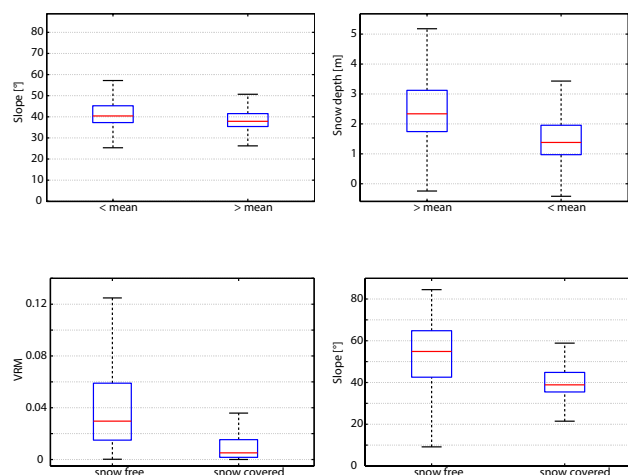 Slope [°]
80
70
60
50
40
30
20
10
0
< mean
> mean
Snow depth [m]
5
4
3
2
1
0
> mean
< mean
VRM
0.12
0.08
0.04
0
snow free
snow covered
Slope [°]
80
60
40
20
0
snow free
snow covered